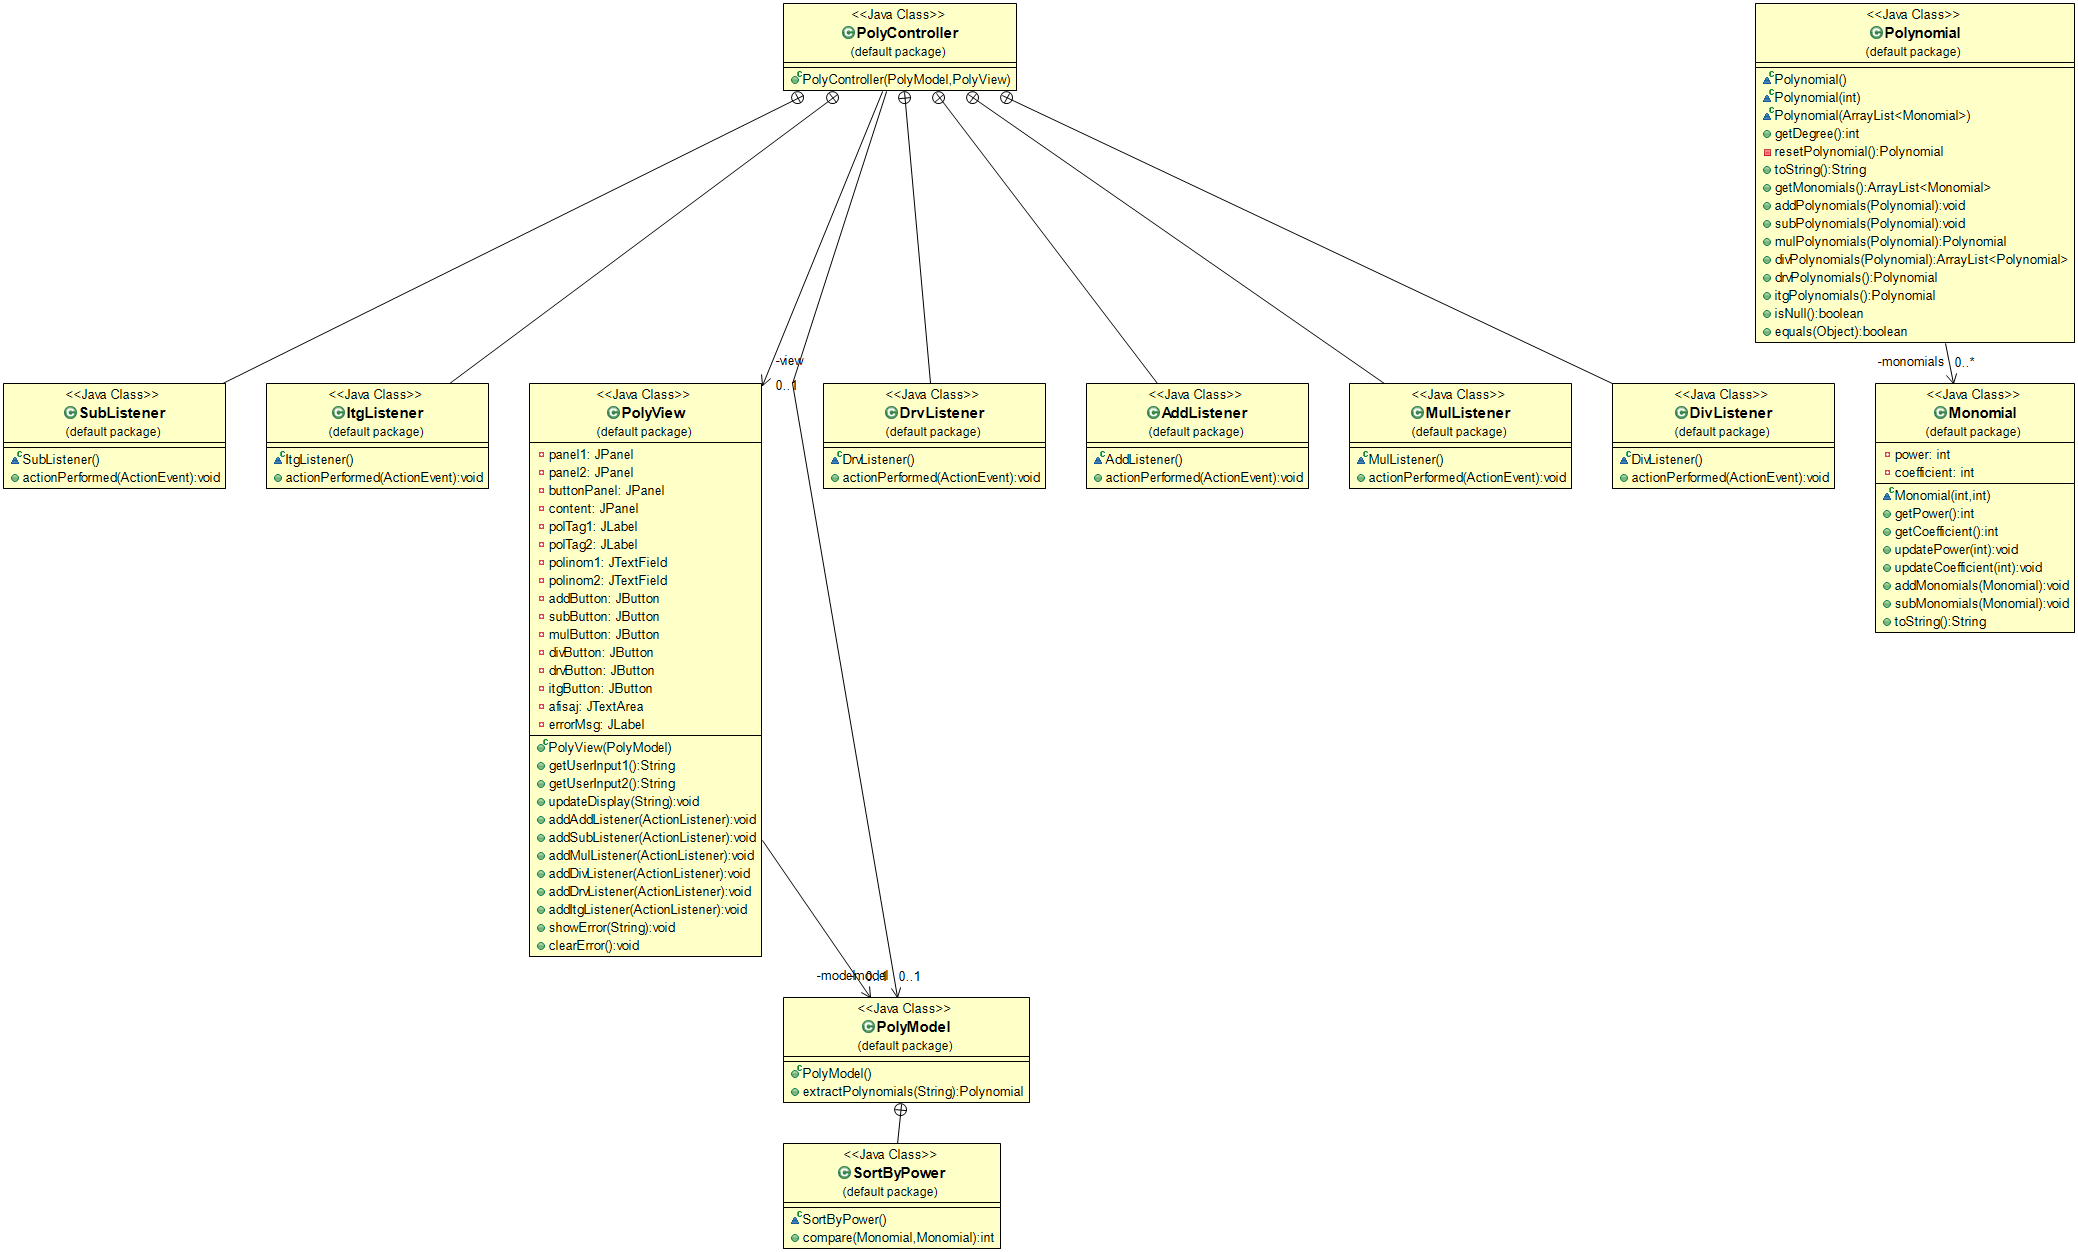 <<Java Class>>
PolyController
(default package)
PolyController(PolyModel,PolyView)
<<Java Class>>
Polynomial
(default package)
Polynomial()
Polynomial(int)
Polynomial(ArrayList<Monomial>)
getDegree():int
resetPolynomial():Polynomial
toString():String
getMonomials():ArrayList<Monomial>
addPolynomials(Polynomial):void
subPolynomials(Polynomial):void
mulPolynomials(Polynomial):Polynomial
divPolynomials(Polynomial):ArrayList<Polynomial>
drvPolynomials():Polynomial
itgPolynomials():Polynomial
isNull():boolean
equals(Object):boolean
-view
0..1
-monomials 0..*
<<Java Class>>
SubListener
(default package)
SubListener()
actionPerformed(ActionEvent):void
<<Java Class>>
ItgListener
(default package)
ItgListener()
actionPerformed(ActionEvent):void
<<Java Class>>
PolyView
(default package)
panel1: JPanel
panel2: JPanel
buttonPanel: JPanel
content: JPanel
polTag1: JLabel
polTag2: JLabel
polinom1: JTextField
polinom2: JTextField
addButton: JButton
subButton: JButton
mulButton: JButton
divButton: JButton
drvButton: JButton
itgButton: JButton
afisaj: JTextArea
errorMsg: JLabel
PolyView(PolyModel)
getUserInput1():String
getUserInput2():String
updateDisplay(String):void
addAddListener(ActionListener):void
addSubListener(ActionListener):void
addMulListener(ActionListener):void
addDivListener(ActionListener):void
addDrvListener(ActionListener):void
addItgListener(ActionListener):void
showError(String):void
clearError():void
<<Java Class>>
DrvListener
(default package)
DrvListener()
actionPerformed(ActionEvent):void
<<Java Class>>
AddListener
(default package)
AddListener()
actionPerformed(ActionEvent):void
<<Java Class>>
MulListener
(default package)
MulListener()
actionPerformed(ActionEvent):void
<<Java Class>>
DivListener
(default package)
DivListener()
actionPerformed(ActionEvent):void
<<Java Class>>
Monomial
(default package)
power: int
coefficient: int
Monomial(int,int)
getPower():int
getCoefficient():int
updatePower(int):void
updateCoefficient(int):void
addMonomials(Monomial):void
subMonomials(Monomial):void
toString():String
-model 0..1
-model 0..1
<<Java Class>>
PolyModel
(default package)
PolyModel()
extractPolynomials(String):Polynomial
<<Java Class>>
SortByPower
(default package)
SortByPower()
compare(Monomial,Monomial):int